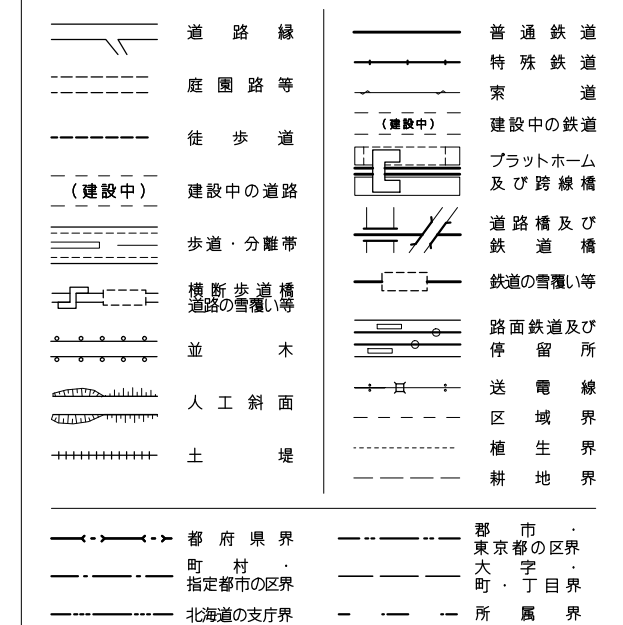 道路縁
庭園路等
徒歩道
(建設中)
建設中の道路
歩道・分離帯
横断歩道橋
道路の雪覆い等
並木
人工斜面
土堤
普通鉄道
特殊鉄道
索道
(建設中)
建設中の鉄道
プラットホーム
及び跨線橋
道路橋及び
鉄道橋
鉄道の雪覆い等
路面鉄道及び
停留所
送電線
区域界
植生界
耕地界
都府県界
町村・
指定都市の区界
北海道の支庁界
郡市・
東京都の区界
大字・
町・丁目界
所属界